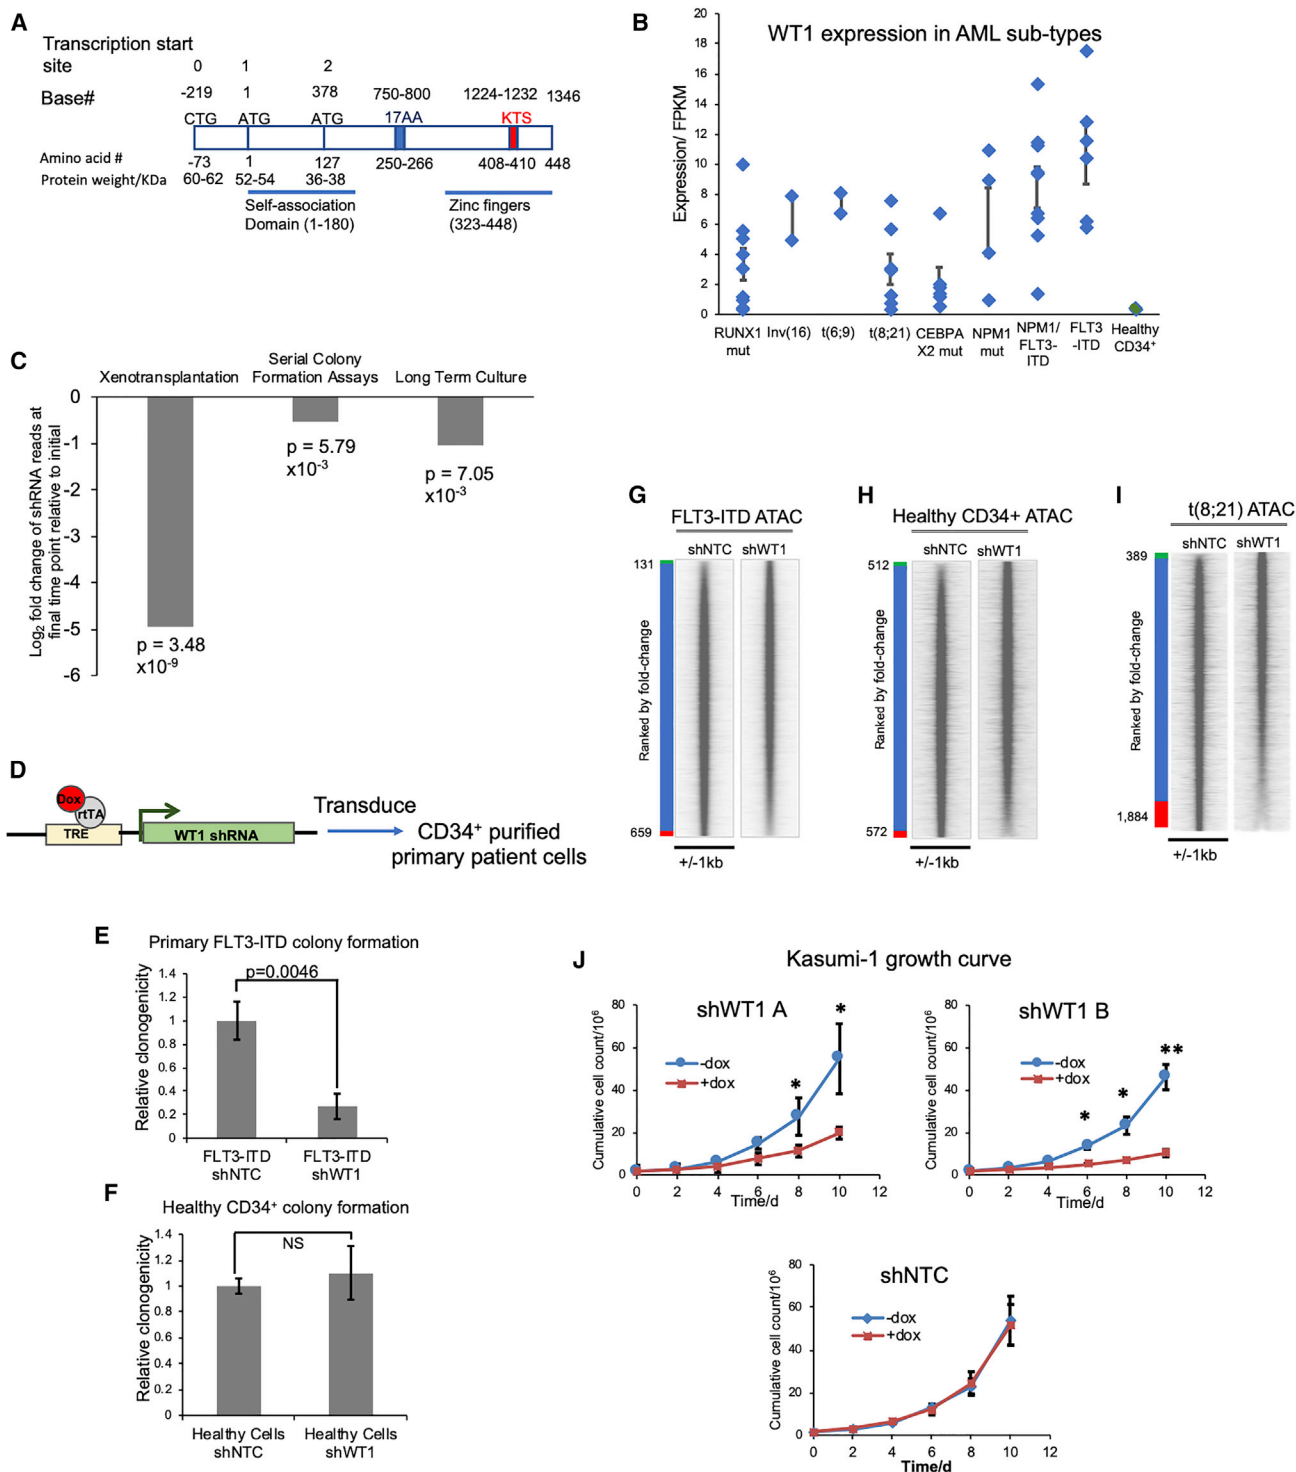 A
Transcription start
site
0 1 2
Base#
-219 1 378 750-800 1224-1232 1346
CTG ATG ATG 17AA KTS
Amino acid #
-73 1 127 250-266 408-410 448
Protein weight/KDa
60-62 52-54 36-38
Self-association
Domain (1-180)
Zinc fingers
(323-448)
B
WT1 expression in AML sub-types
Expression/ FPKM
20
18
16
14
12
10
8
6
4
2
0
RUNX1
mut
Inv(16)
t(6;9)
t(8;21)
CEBPA
X2 mut
NPM1
mut
NPM1/
FLT3-
ITD
FLT3
-ITD
Healthy
CD34+
C
Xenotransplantation
Serial Colony
Formation Assays
Long Term Culture
Log2 fold change of shRNA reads at
final time point relative to initial
0
-1
-2
-3
-4
-5
-6
p = 3.48
x10-9
p = 5.79
x10-3
p = 7.05
x10-3
D
Dox
rtTA
TRE
WT1 shRNA
Transduce
CD34+ purified
primary patient cells
E
Primary FLT3-ITD colony formation
p=0.0046
Relative clonogenicity
1.4
1.2
1
0.8
0.6
0.4
0.2
0
FLT3-ITD
shNTC
FLT3-ITD
shWT1
F
Healthy CD34+ colony formation
NS
Relative clonogenicity
1.4
1.2
1
0.8
0.6
0.4
0.2
0
Healthy Cells
shNTC
Healthy Cells
shWT1
G
FLT3-ITD ATAC
shNTC shWT1
131
Ranked by fold-change
659
+/-1kb
H
Healthy CD34+ ATAC
shNTC shWT1
512
Ranked by fold-change
572
+/-1kb
I
t(8;21) ATAC
shNTC shWT1
389
Ranked by fold-change
1,884
+/-1kb
J
Kasumi-1 growth curve
shWT1 A
Cumulative cell count/106
80
60
40
20
0
-dox
+dox
*
*
0 2 4 6 8 10 12
Time/d
shWT1 B
Cumulative cell count/106
80
60
40
20
0
-dox
+dox
*
*
**
0 2 4 6 8 10 12
Time/d
shNTC
Cumulative cell count/106
80
60
40
20
0
-dox
+dox
0 2 4 6 8 10 12
Time/d